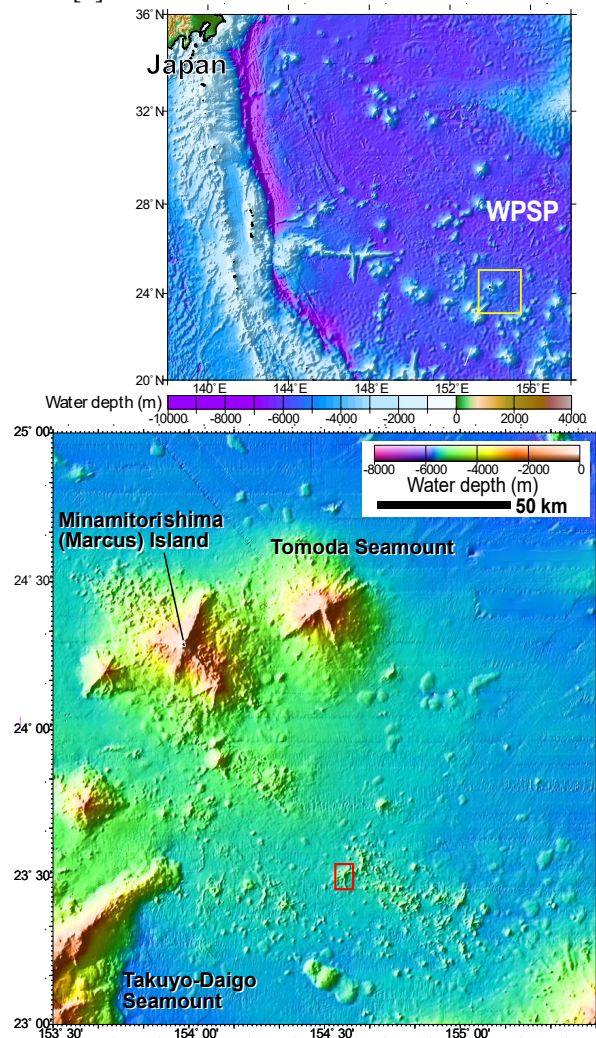 36˚N
Japan
32˚N
28˚N
WPSP
24˚N
20˚N
140˚E
144˚E
148˚E
152˚E
156˚E
Water depth (m)
-10000 -8000 -6000 -4000 -2000 0 2000 4000
25˚00'
-8000 -6000 -4000 -2000 0
Water depth (m)
50 km
Minamitorishima
(Marcus) Island
Tomoda Seamount
24˚30'
24˚00'
23˚30'
Takuyo-Daigo
Seamount
23˚00'
153˚30' 154˚00' 154˚30' 155˚00'